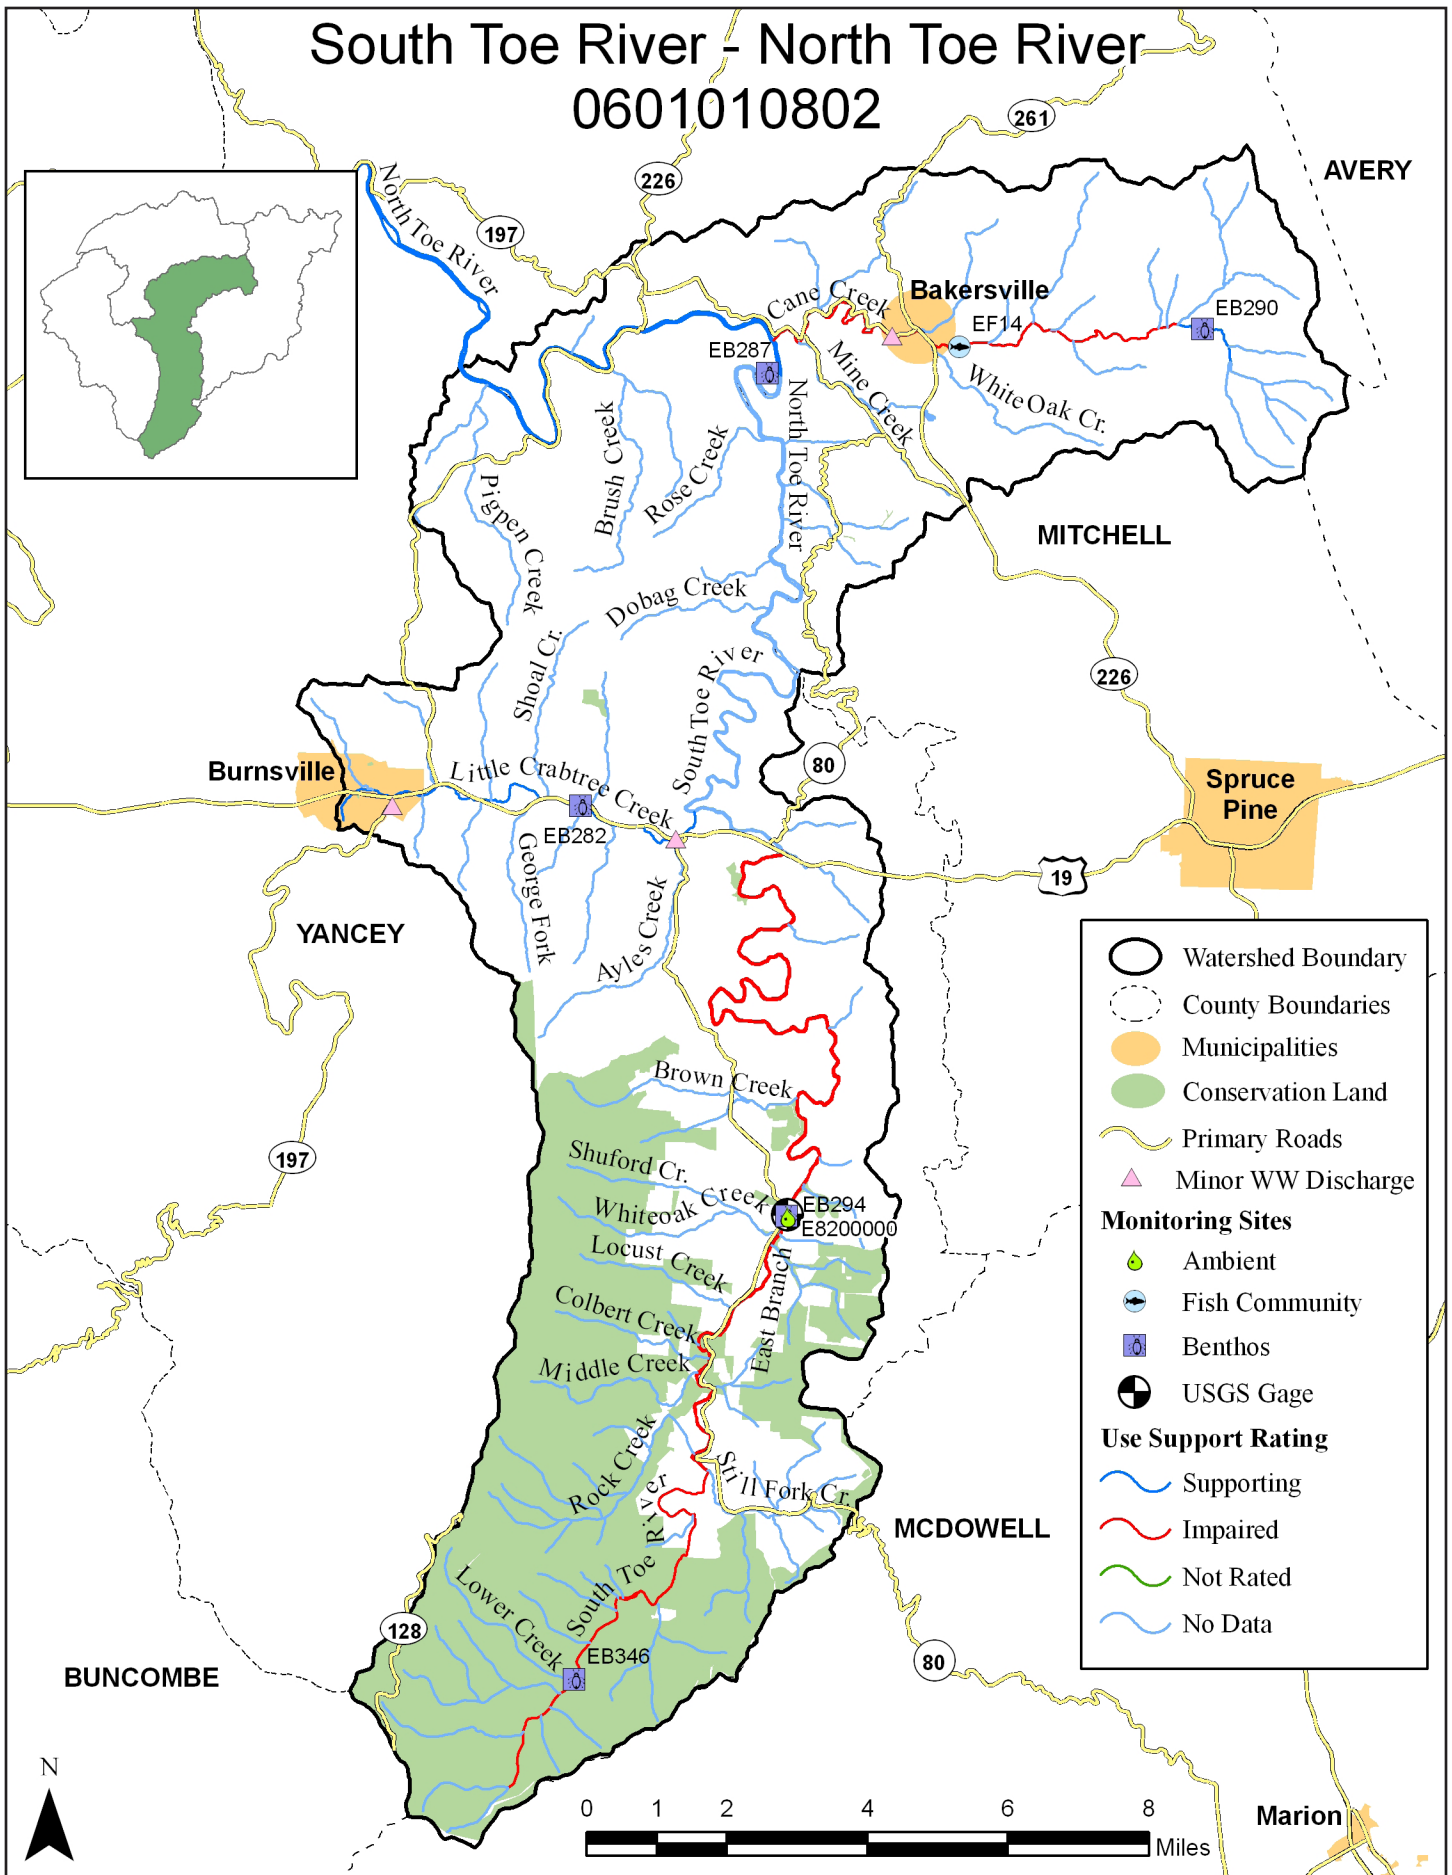 South Toe River - North Toe River
0601010802
261
AVERY
226
North Toe River
197
Cane Creek
Bakersville
EB290
EF14
EB287
Mine Creek
White Oak Cr.
North Toe River
Brush Creek
Rose Creek
Pigpen Creek
MITCHELL
Dobag Creek
Shoal Cr.
South Toe River
226
80
Burnsville
Little Crabtree Creek
Spruce
Pine
EB282
George Fork
19
Ayles Creek
YANCEY
Brown Creek
Shuford Cr.
197
Whiteoak Creek
EB294
E8200000
Locust Creek
East Branch
Colbert Creek
Middle Creek
Rock Creek
Still Fork Cr.
South Toe River
MCDOWELL
Lower Creek
128
EB346
80
BUNCOMBE
Marion
Watershed Boundary
County Boundaries
Municipalities
Conservation Land
Primary Roads
Minor WW Discharge
Monitoring Sites
Ambient
Fish Community
Benthos
USGS Gage
Use Support Rating
Supporting
Impaired
Not Rated
No Data
N
0 1 2 4 6 8
Miles